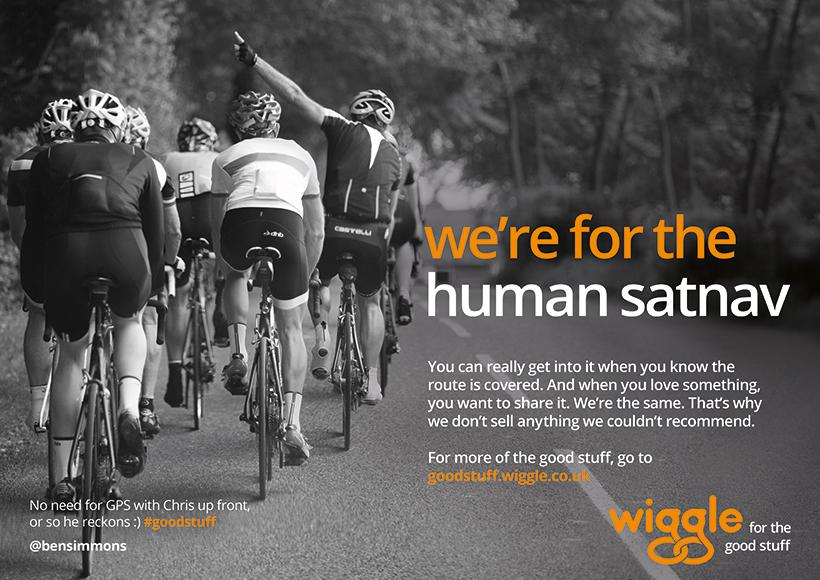 we're for the
human satnav
You can really get into it when you know the
route is covered. And when you love something,
you want to share it. We're the same. That's why
we don't sell anything we couldn't recommend.
For more of the good stuff, go to
goodstuff.wiggle.co.uk
No need for GPS with Chris up front,
or so he reckons :) #goodstuff
@bensimmons
wiggle for the
good stuff
dhb
CASTELLI